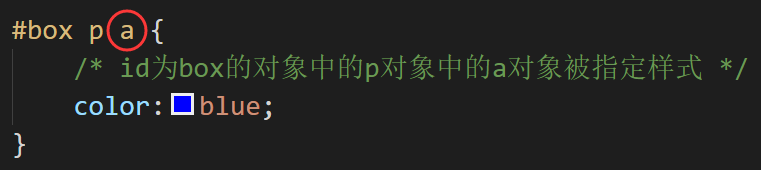 #box p a{
/* id为box的对象中的p对象中的a对象被指定样式 */
color:blue;
}